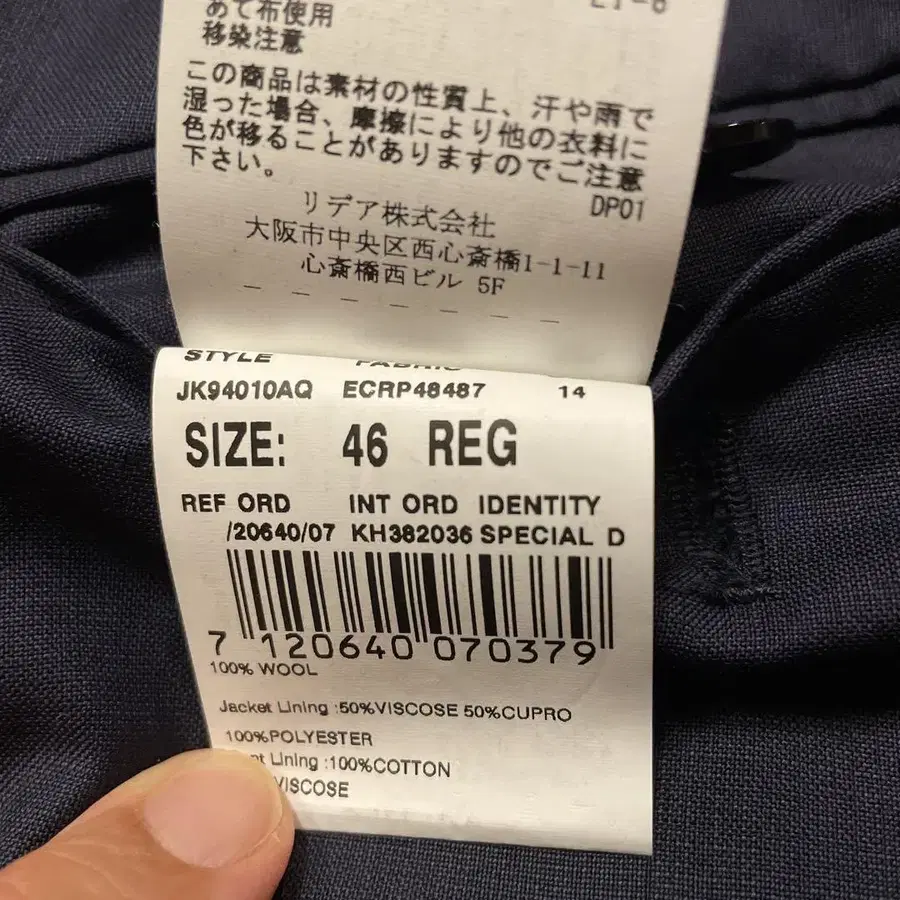 あて布使用
移染注意
この商品は素材の性質上、汗や雨で
湿った場合、摩擦により他の衣料に
色が移ることがありますのでご注意
下さい。
DP01
リデア株式会社
大阪市中央区西心斎橋1-1-11
心斎橋西ビル 5F
STYLE FABRIC
JK94010AQ ECRP48487 14
SIZE: 46 REG
REF ORD INT ORD IDENTITY
/20640/07 KH382036 SPECIAL D
7 120640 070379
100% WOOL
Jacket Lining :50%VISCOSE 50%CUPRO
100%POLYESTER
Lining :100%COTTON
VISCOSE